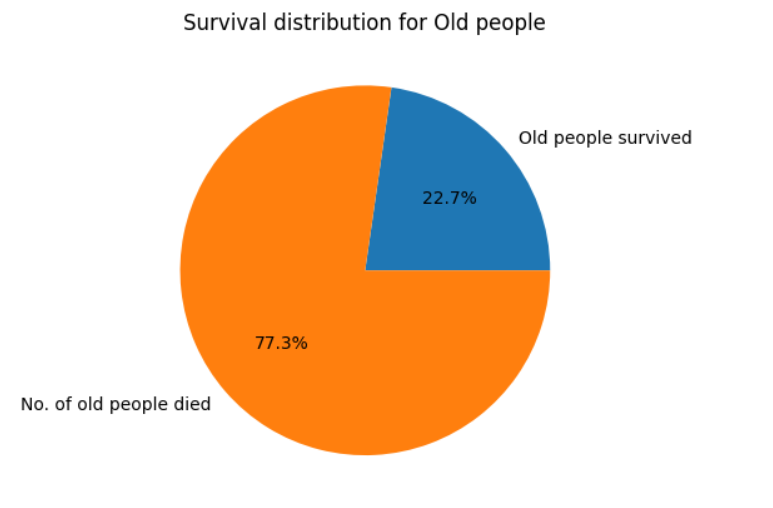 Survival distribution for Old people
Old people survived
22.7%
77.3%
No. of old people died